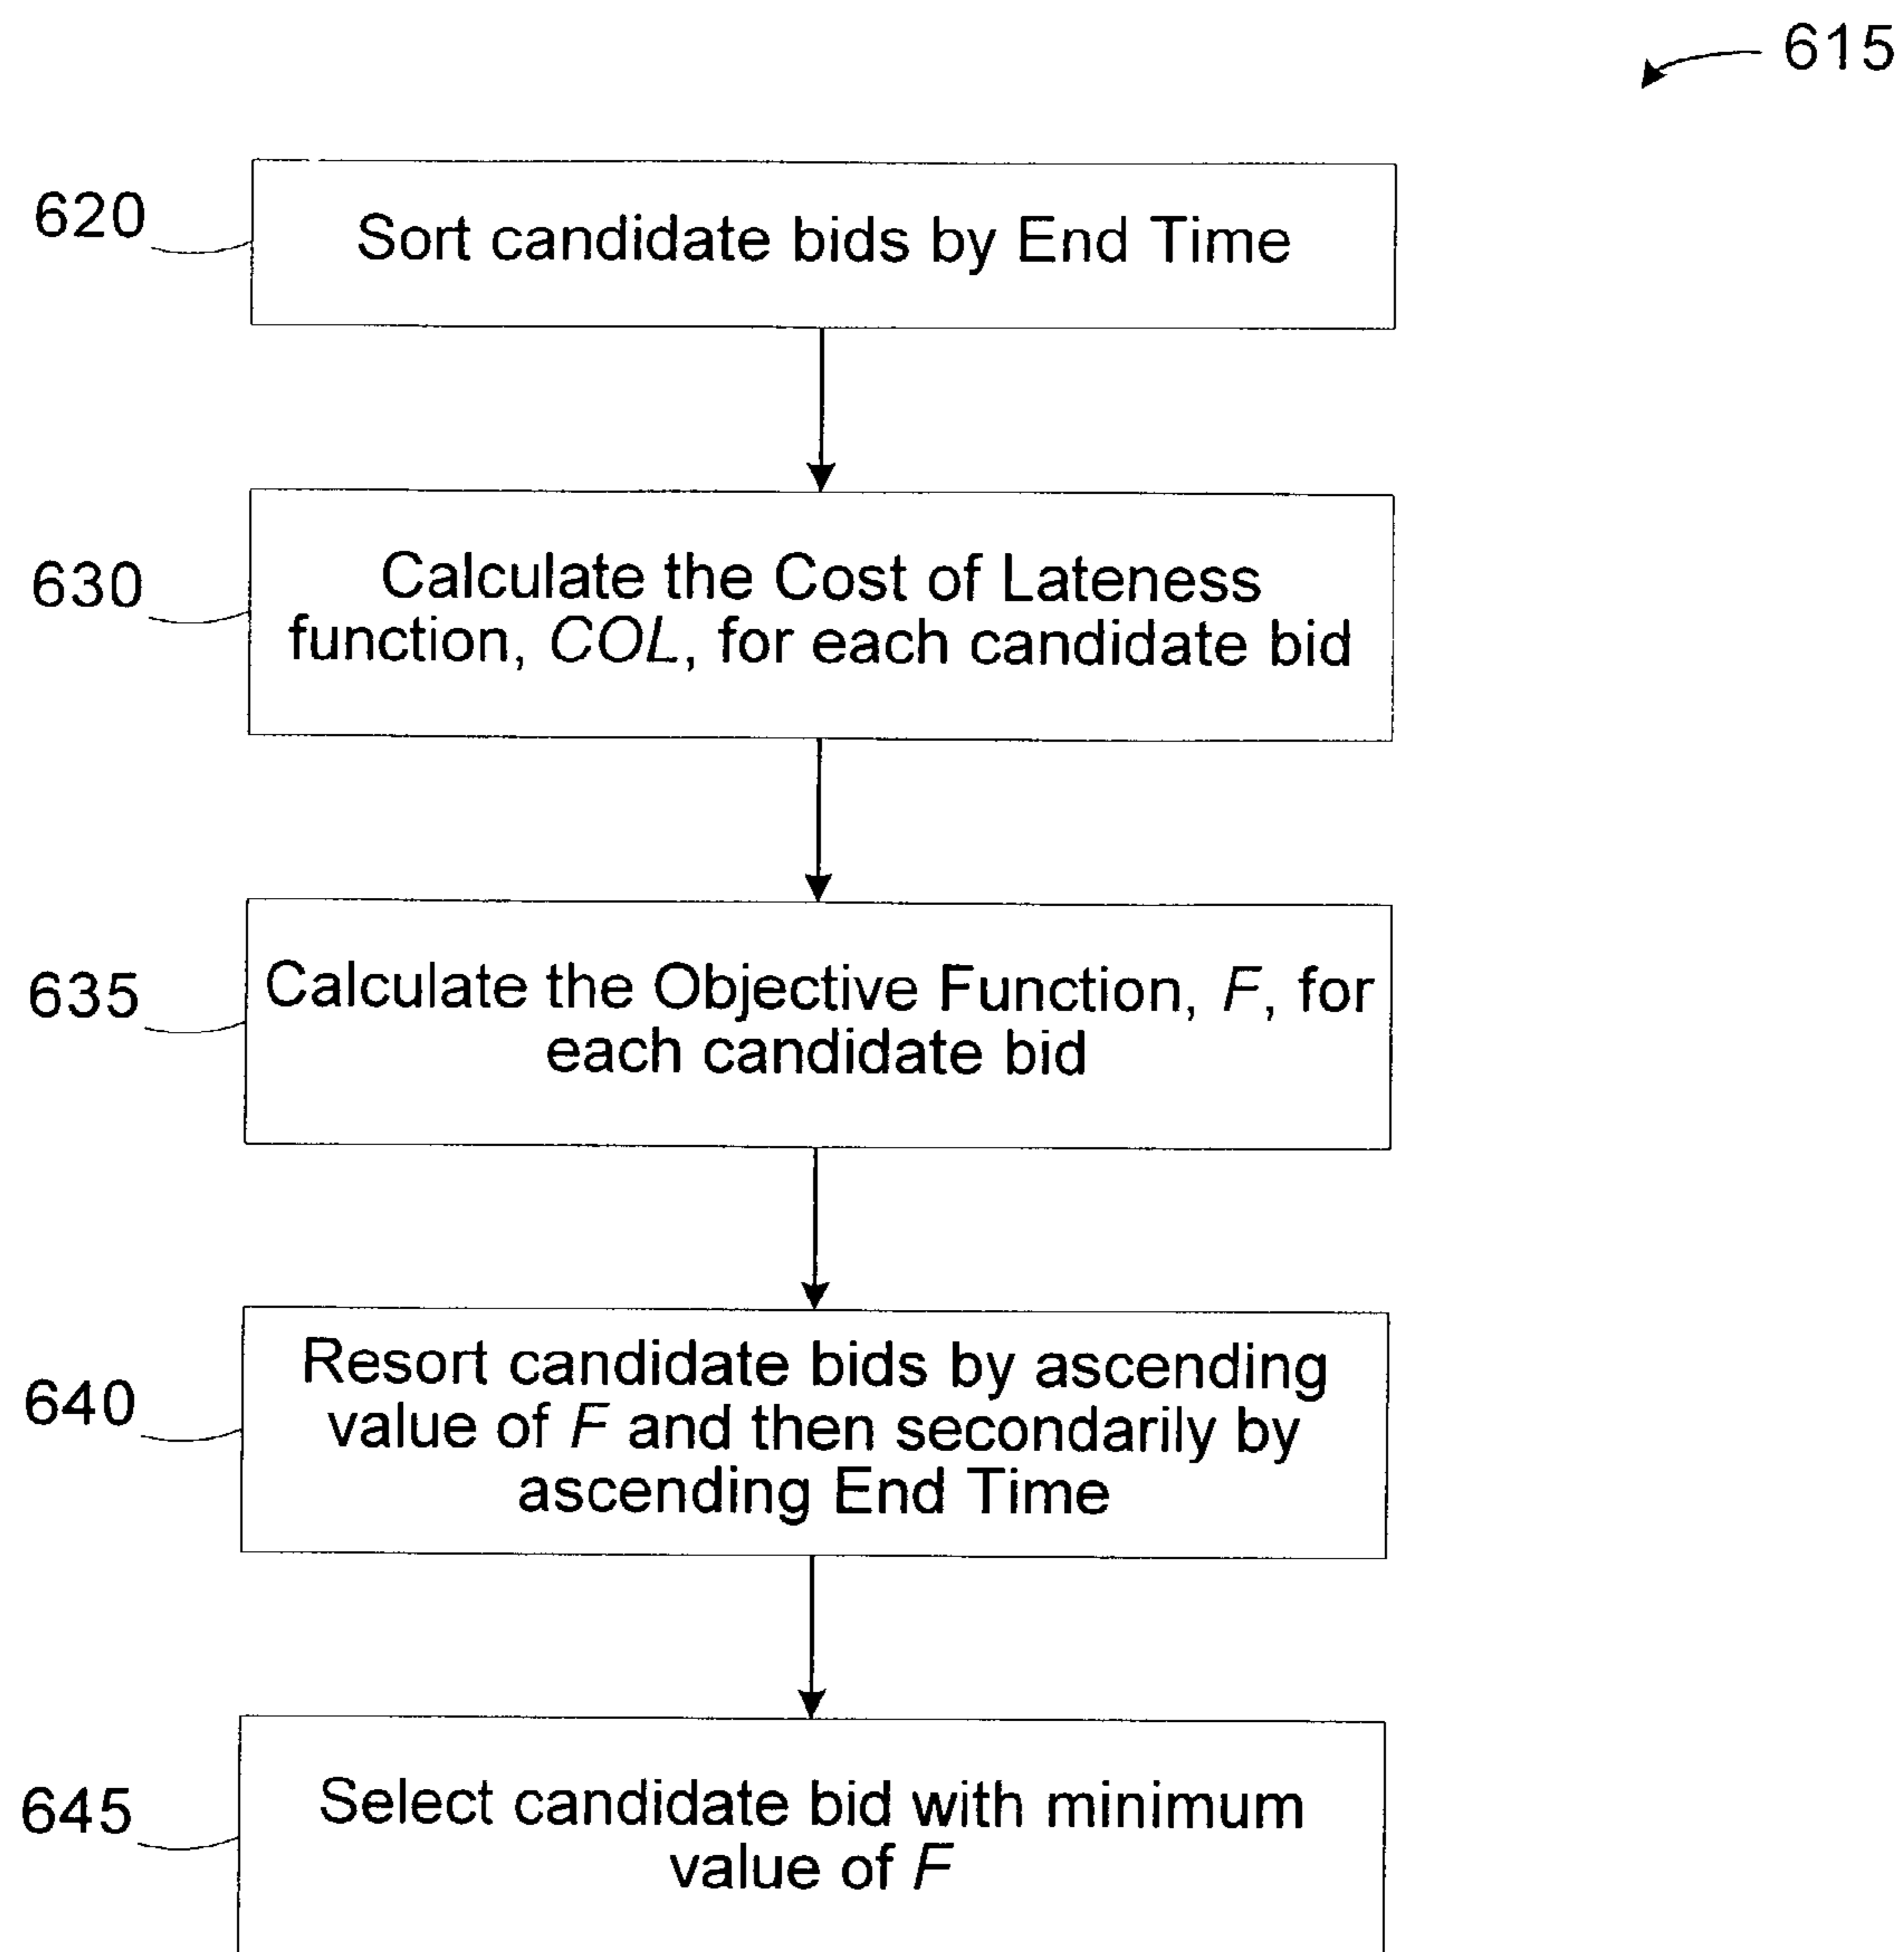 615
620
Sort candidate bids by End Time
630
Calculate the Cost of Lateness
function, COL, for each candidate bid
635
Calculate the Objective Function, F, for
each candidate bid
640
Resort candidate bids by ascending
value of F and then secondarily by
ascending End Time
645
Select candidate bid with minimum
value of F